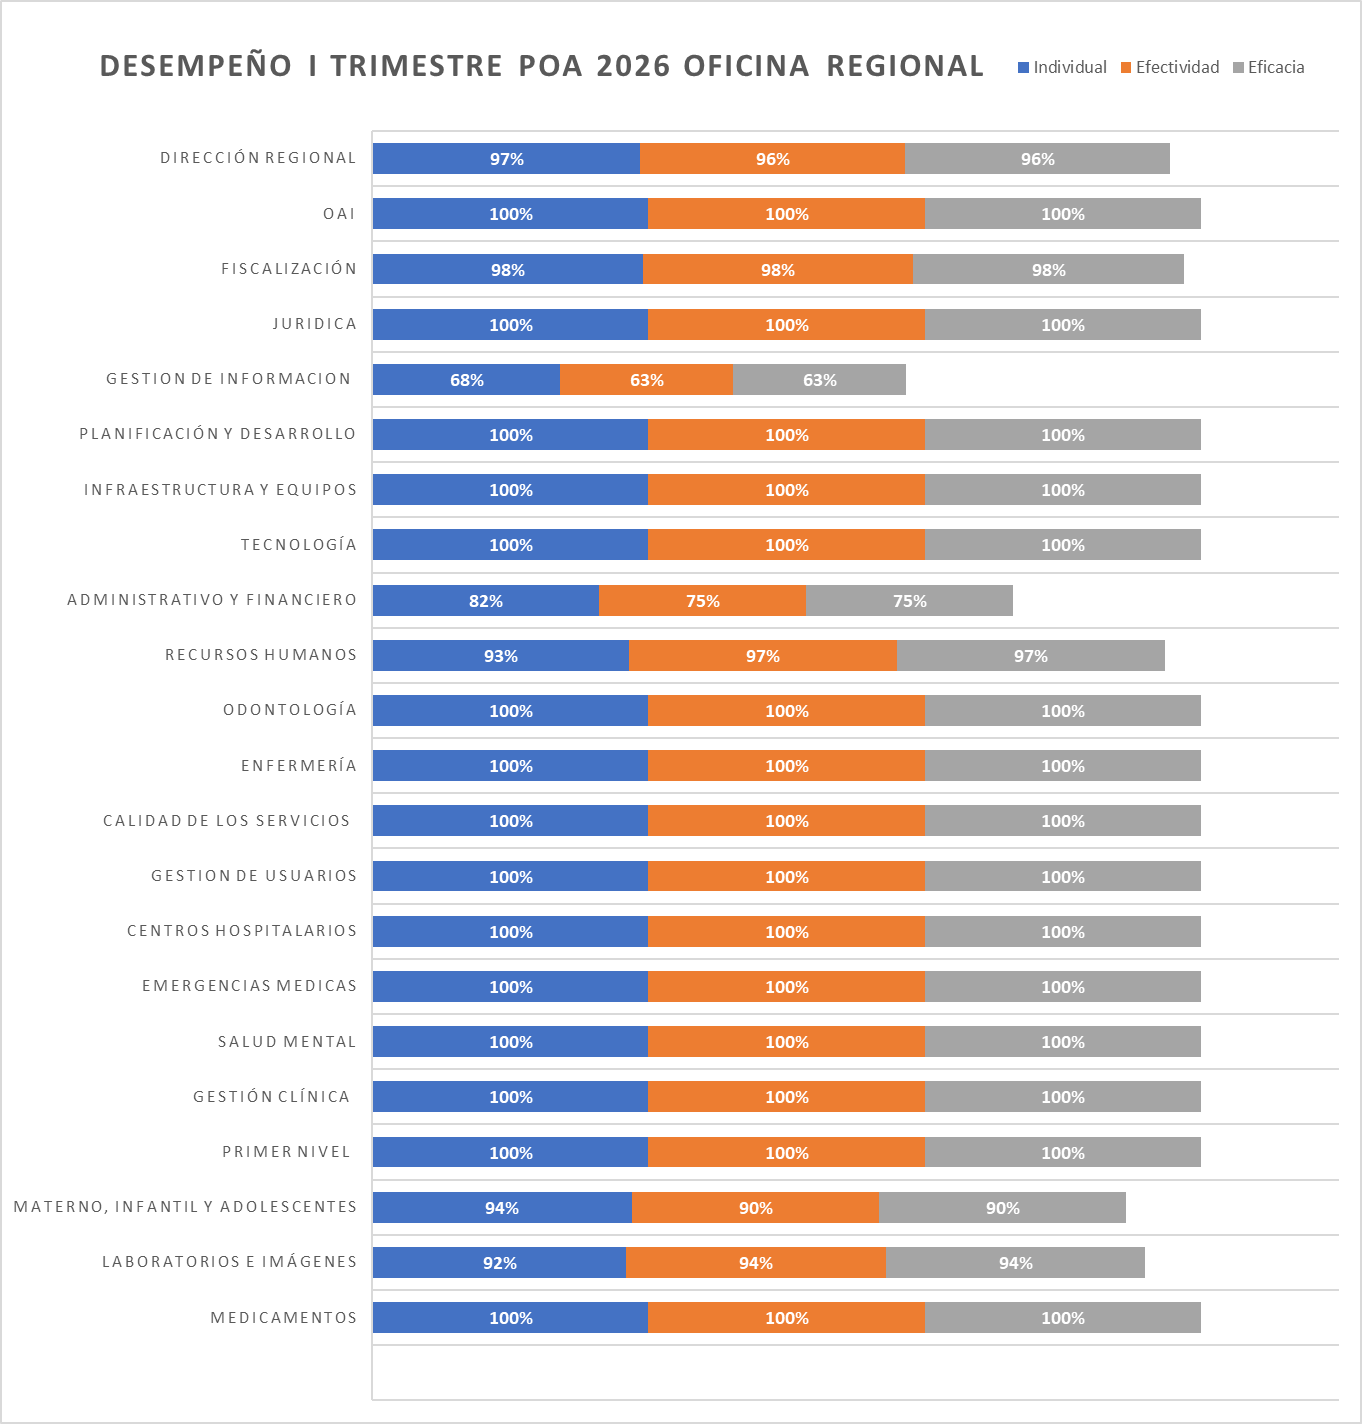 DESEMPEÑO I TRIMESTRE POA 2026 OFICINA REGIONAL
Individual Efectividad Eficacia
DIRECCIÓN REGIONAL 97% 96% 96%
OAI 100% 100% 100%
FISCALIZACIÓN 98% 98% 98%
JURIDICA 100% 100% 100%
GESTION DE INFORMACION 68% 63% 63%
PLANIFICACIÓN Y DESARROLLO 100% 100% 100%
INFRAESTRUCTURA Y EQUIPOS 100% 100% 100%
TECNOLOGÍA 100% 100% 100%
ADMINISTRATIVO Y FINANCIERO 82% 75% 75%
RECURSOS HUMANOS 93% 97% 97%
ODONTOLOGÍA 100% 100% 100%
ENFERMERÍA 100% 100% 100%
CALIDAD DE LOS SERVICIOS 100% 100% 100%
GESTION DE USUARIOS 100% 100% 100%
CENTROS HOSPITALARIOS 100% 100% 100%
EMERGENCIAS MEDICAS 100% 100% 100%
SALUD MENTAL 100% 100% 100%
GESTIÓN CLÍNICA 100% 100% 100%
PRIMER NIVEL 100% 100% 100%
MATERNO, INFANTIL Y ADOLESCENTES 94% 90% 90%
LABORATORIOS E IMÁGENES 92% 94% 94%
MEDICAMENTOS 100% 100% 100%